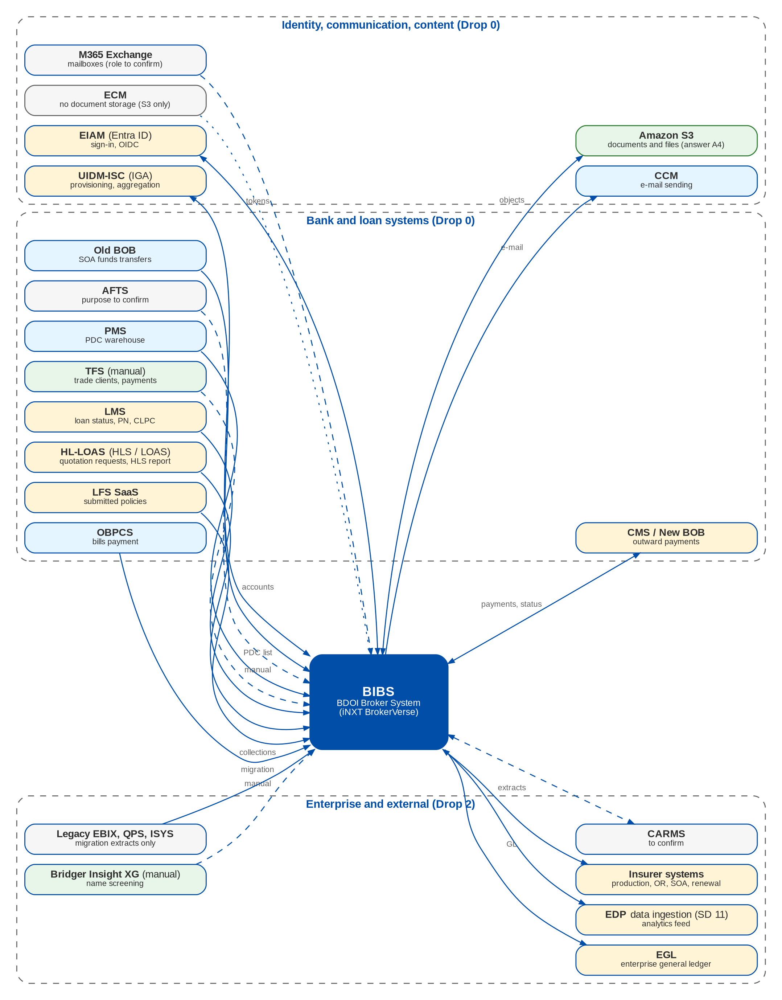 Identity, communication, content (Drop 0)
M365 Exchange
mailboxes (role to confirm)
ECM
no document storage (S3 only)
EIAM (Entra ID)
sign-in, OIDC
Amazon S3
documents and files (answer A4)
UIDM-ISC (IGA)
provisioning, aggregation
CCM
e-mail sending
tokens
objects
Bank and loan systems (Drop 0)
Old BOB
SOA funds transfers
e-mail
AFTS
purpose to confirm
PMS
PDC warehouse
TFS (manual)
trade clients, payments
LMS
loan status, PN, CLPC
HL-LOAS (HLS / LOAS)
quotation requests, HLS report
LFS SaaS
submitted policies
OBPCS
bills payment
CMS / New BOB
outward payments
accounts
payments, status
PDC list
manual
BIBS
BDOI Broker System
(iNXT BrokerVerse)
collections
migration
manual
extracts
Enterprise and external (Drop 2)
Legacy EBIX, QPS, ISYS
migration extracts only
CARMS
to confirm
GL
Bridger Insight XG (manual)
name screening
Insurer systems
production, OR, SOA, renewal
EDP data ingestion (SD 11)
analytics feed
EGL
enterprise general ledger